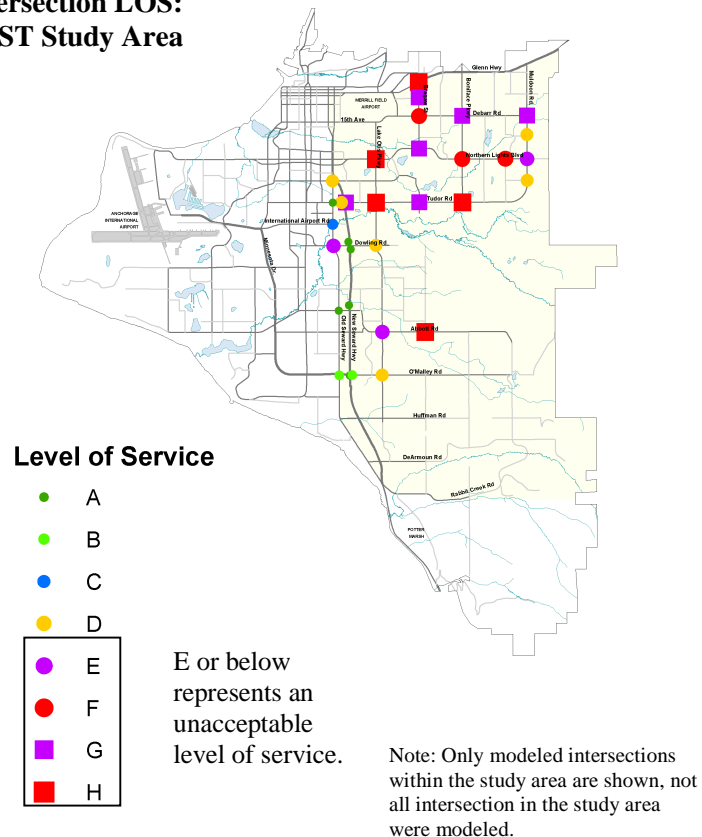 ersection LOS:
ST Study Area
Glenn Hwy
MERRILL FIELD
AIRPORT
Boniface Pkwy
Muldoon Rd.
15th Ave
Debarr Rd
Lake Otis Pkwy
Northern Lights Blvd
Tudor Rd
ANCHORAGE
INTERNATIONAL
AIRPORT
International Airport Rd
Minnesota Dr
Dowling Rd
Old Seward Hwy
New Seward Hwy
Abbott Rd
O'Malley Rd
Huffman Rd
DeArmoun Rd
Rabbit Creek Rd
POTTER
MARSH
Level of Service
A
B
C
D
E
F
G
H
E or below
represents an
unacceptable
level of service.
Note: Only modeled intersections
within the study area are shown, not
all intersection in the study area
were modeled.